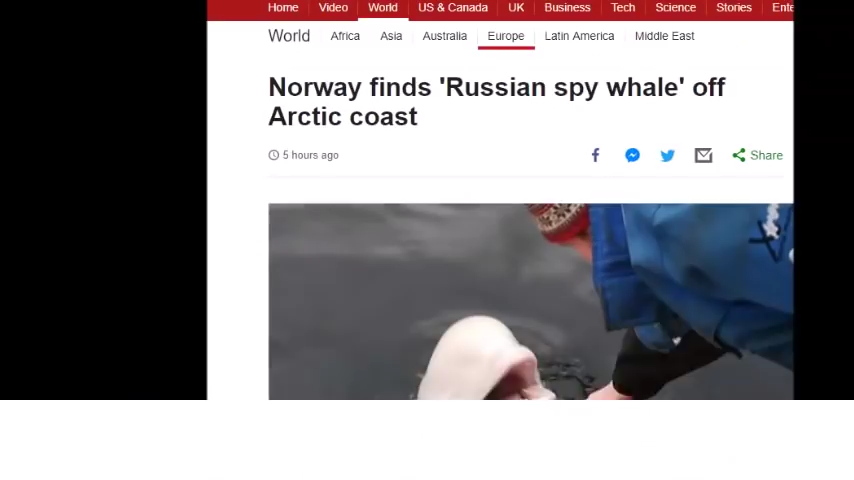 Home Video World US & Canada UK Business Tech Science Stories
World Africa Asia Australia Europe Latin America Middle East
Norway finds 'Russian spy whale' off
Arctic coast
5 hours ago Share